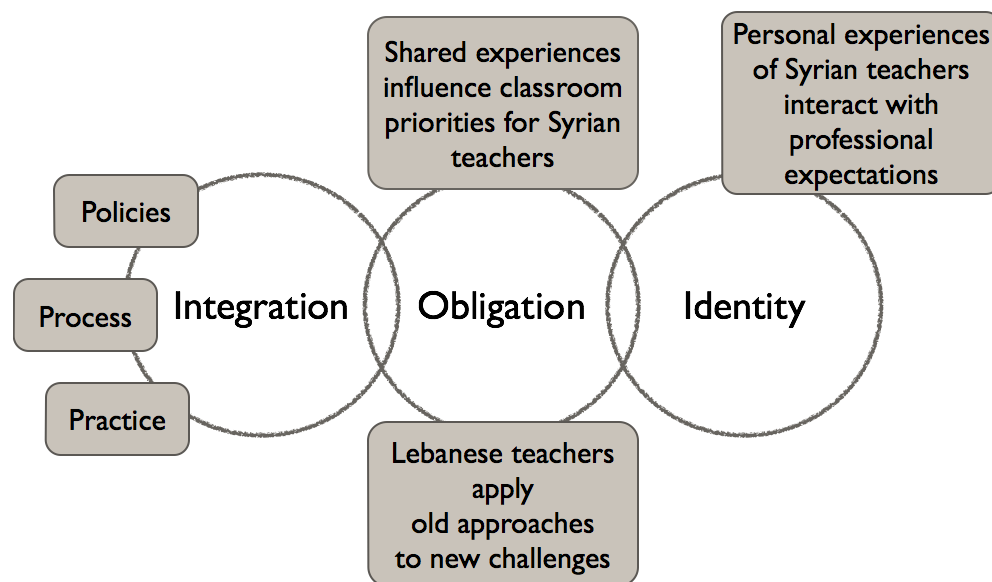 Shared experiences
influence classroom
priorities for Syrian
teachers
Personal experiences
of Syrian teachers
interact with
professional
expectations
Policies
Process
Practice
Integration
Obligation
Identity
Lebanese teachers
apply
old approaches
to new challenges